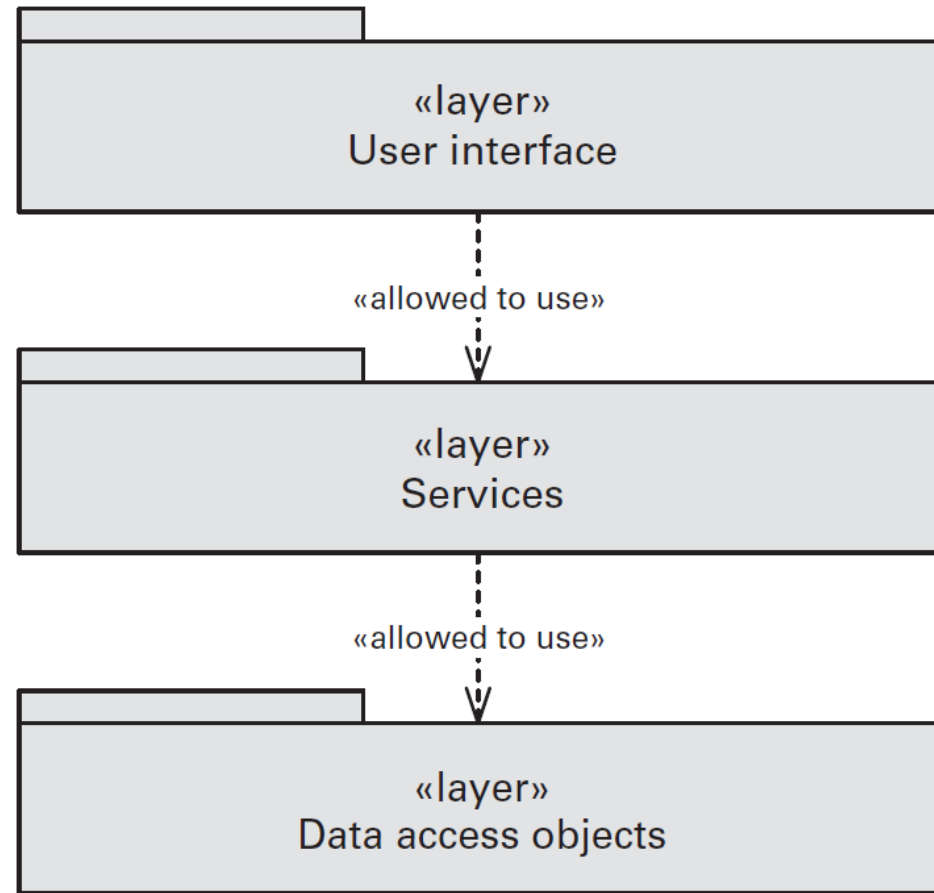 «layer»
User interface
«allowed to use»
«layer»
Services
«allowed to use»
«layer»
Data access objects